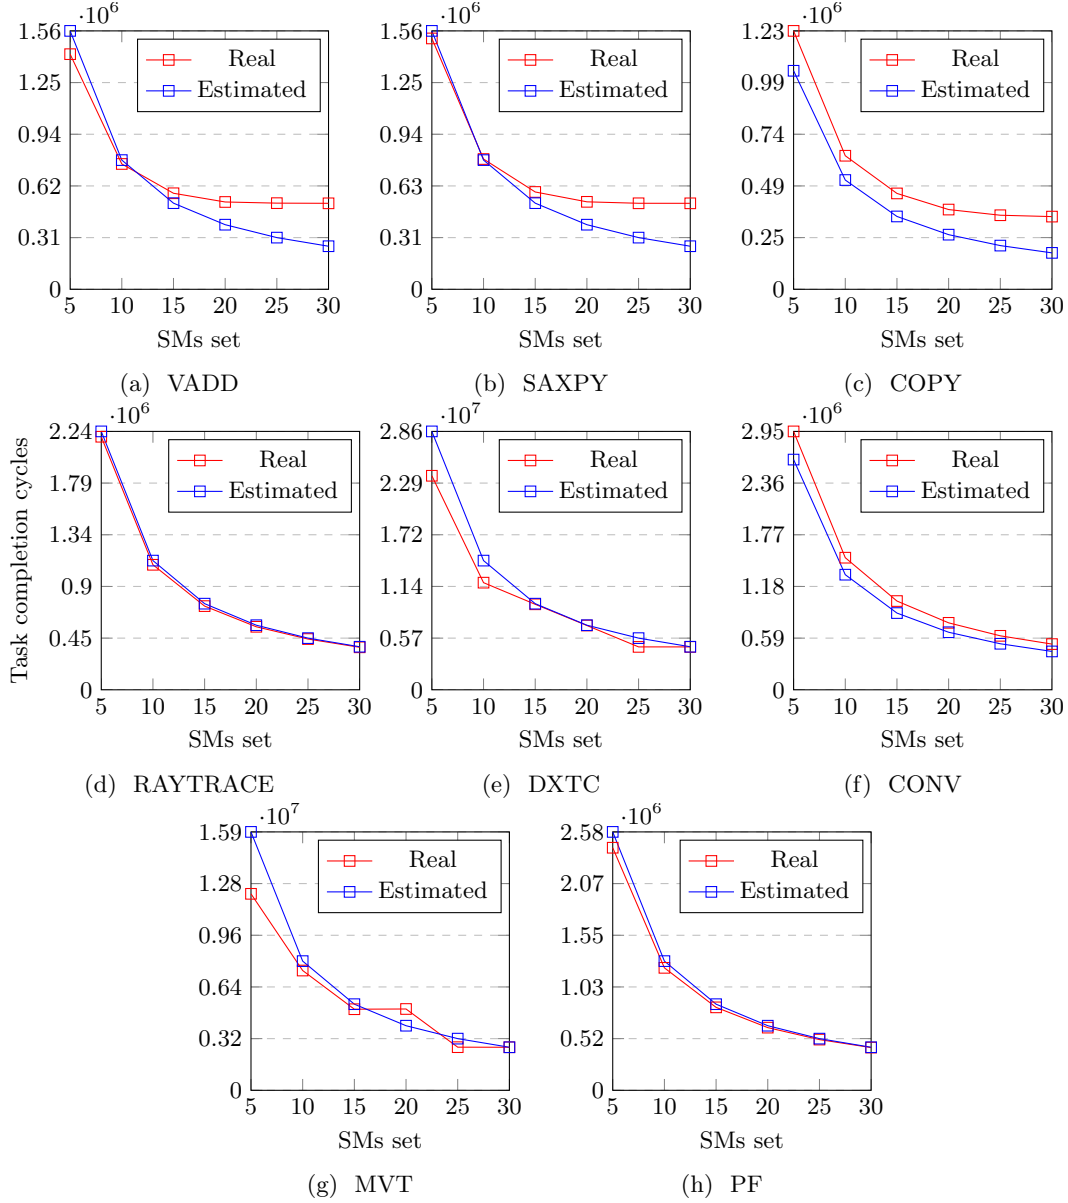 ·10^6
1.56
1.25
0.94
0.62
0.31
0
5 10 15 20 25 30
SMs set
Real
Estimated
(a) VADD
·10^6
1.56
1.25
0.94
0.63
0.31
0
5 10 15 20 25 30
SMs set
Real
Estimated
(b) SAXPY
·10^6
1.23
0.99
0.74
0.49
0.25
0
5 10 15 20 25 30
SMs set
Real
Estimated
(c) COPY
Task completion cycles
·10^6
2.24
1.79
1.34
0.9
0.45
0
5 10 15 20 25 30
SMs set
Real
Estimated
(d) RAYTRACE
·10^7
2.86
2.29
1.72
1.14
0.57
0
5 10 15 20 25 30
SMs set
Real
Estimated
(e) DXTC
·10^6
2.95
2.36
1.77
1.18
0.59
0
5 10 15 20 25 30
SMs set
Real
Estimated
(f) CONV
·10^7
1.59
1.28
0.96
0.64
0.32
0
5 10 15 20 25 30
SMs set
Real
Estimated
(g) MVT
·10^6
2.58
2.07
1.55
1.03
0.52
0
5 10 15 20 25 30
SMs set
Real
Estimated
(h) PF